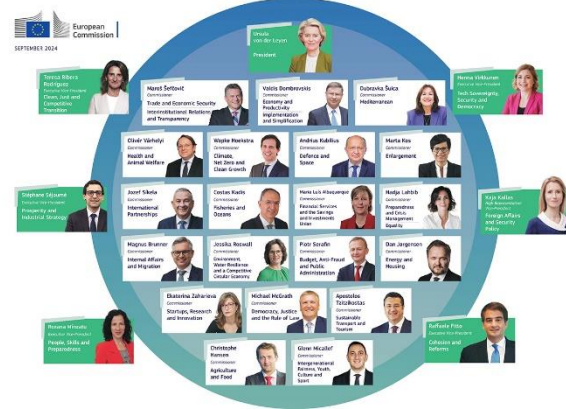 European
Commission
SEPTEMBER 2024
Ursula
von der Leyen
President
Teresa Ribera
Rodríguez
Executive Vice-President
Clean, Just and
Competitive
Transition
Maroš Šefčovič
Commissioner
Trade and Economic Security
Interinstitutional Relations
and Transparency
Valdis Dombrovskis
Commissioner
Economy and
Productivity
Implementation
and Simplification
Dubravka Šuica
Commissioner
Mediterranean
Henna Virkkunen
Executive Vice-President
Tech Sovereignty,
Security and
Democracy
Olivér Várhelyi
Commissioner
Health and
Animal Welfare
Wopke Hoekstra
Commissioner
Climate,
Net Zero and
Clean Growth
Andrius Kubilius
Commissioner
Defence and
Space
Marta Kos
Commissioner
Enlargement
Stéphane Séjourné
Executive Vice-President
Prosperity and
Industrial Strategy
Jozef Síkela
Commissioner
International
Partnerships
Costas Kadis
Commissioner
Fisheries and
Oceans
Maria Luís Albuquerque
Commissioner
Financial Services
and the Savings
and Investments
Union
Hadja Lahbib
Commissioner
Preparedness
and Crisis
Management
Equality
Kaja Kallas
High Representative
Vice-President
Foreign Affairs
and Security
Policy
Magnus Brunner
Commissioner
Internal Affairs
and Migration
Jessika Roswall
Commissioner
Environment,
Water Resilience
and a Competitive
Circular Economy
Piotr Serafin
Commissioner
Budget, Anti-Fraud
and Public
Administration
Dan Jørgensen
Commissioner
Energy and
Housing
Ekaterina Zaharieva
Commissioner
Startups, Research
and Innovation
Michael McGrath
Commissioner
Democracy, Justice
and the Rule of Law
Apostolos
Tzitzikostas
Commissioner
Sustainable
Transport and
Tourism
Roxana Mînzatu
Executive Vice-President
People, Skills and
Preparedness
Raffaele Fitto
Executive Vice-President
Cohesion and
Reforms
Christophe
Hansen
Commissioner
Agriculture
and Food
Glenn Micallef
Commissioner
Intergenerational
Fairness, Youth,
Culture and
Sport